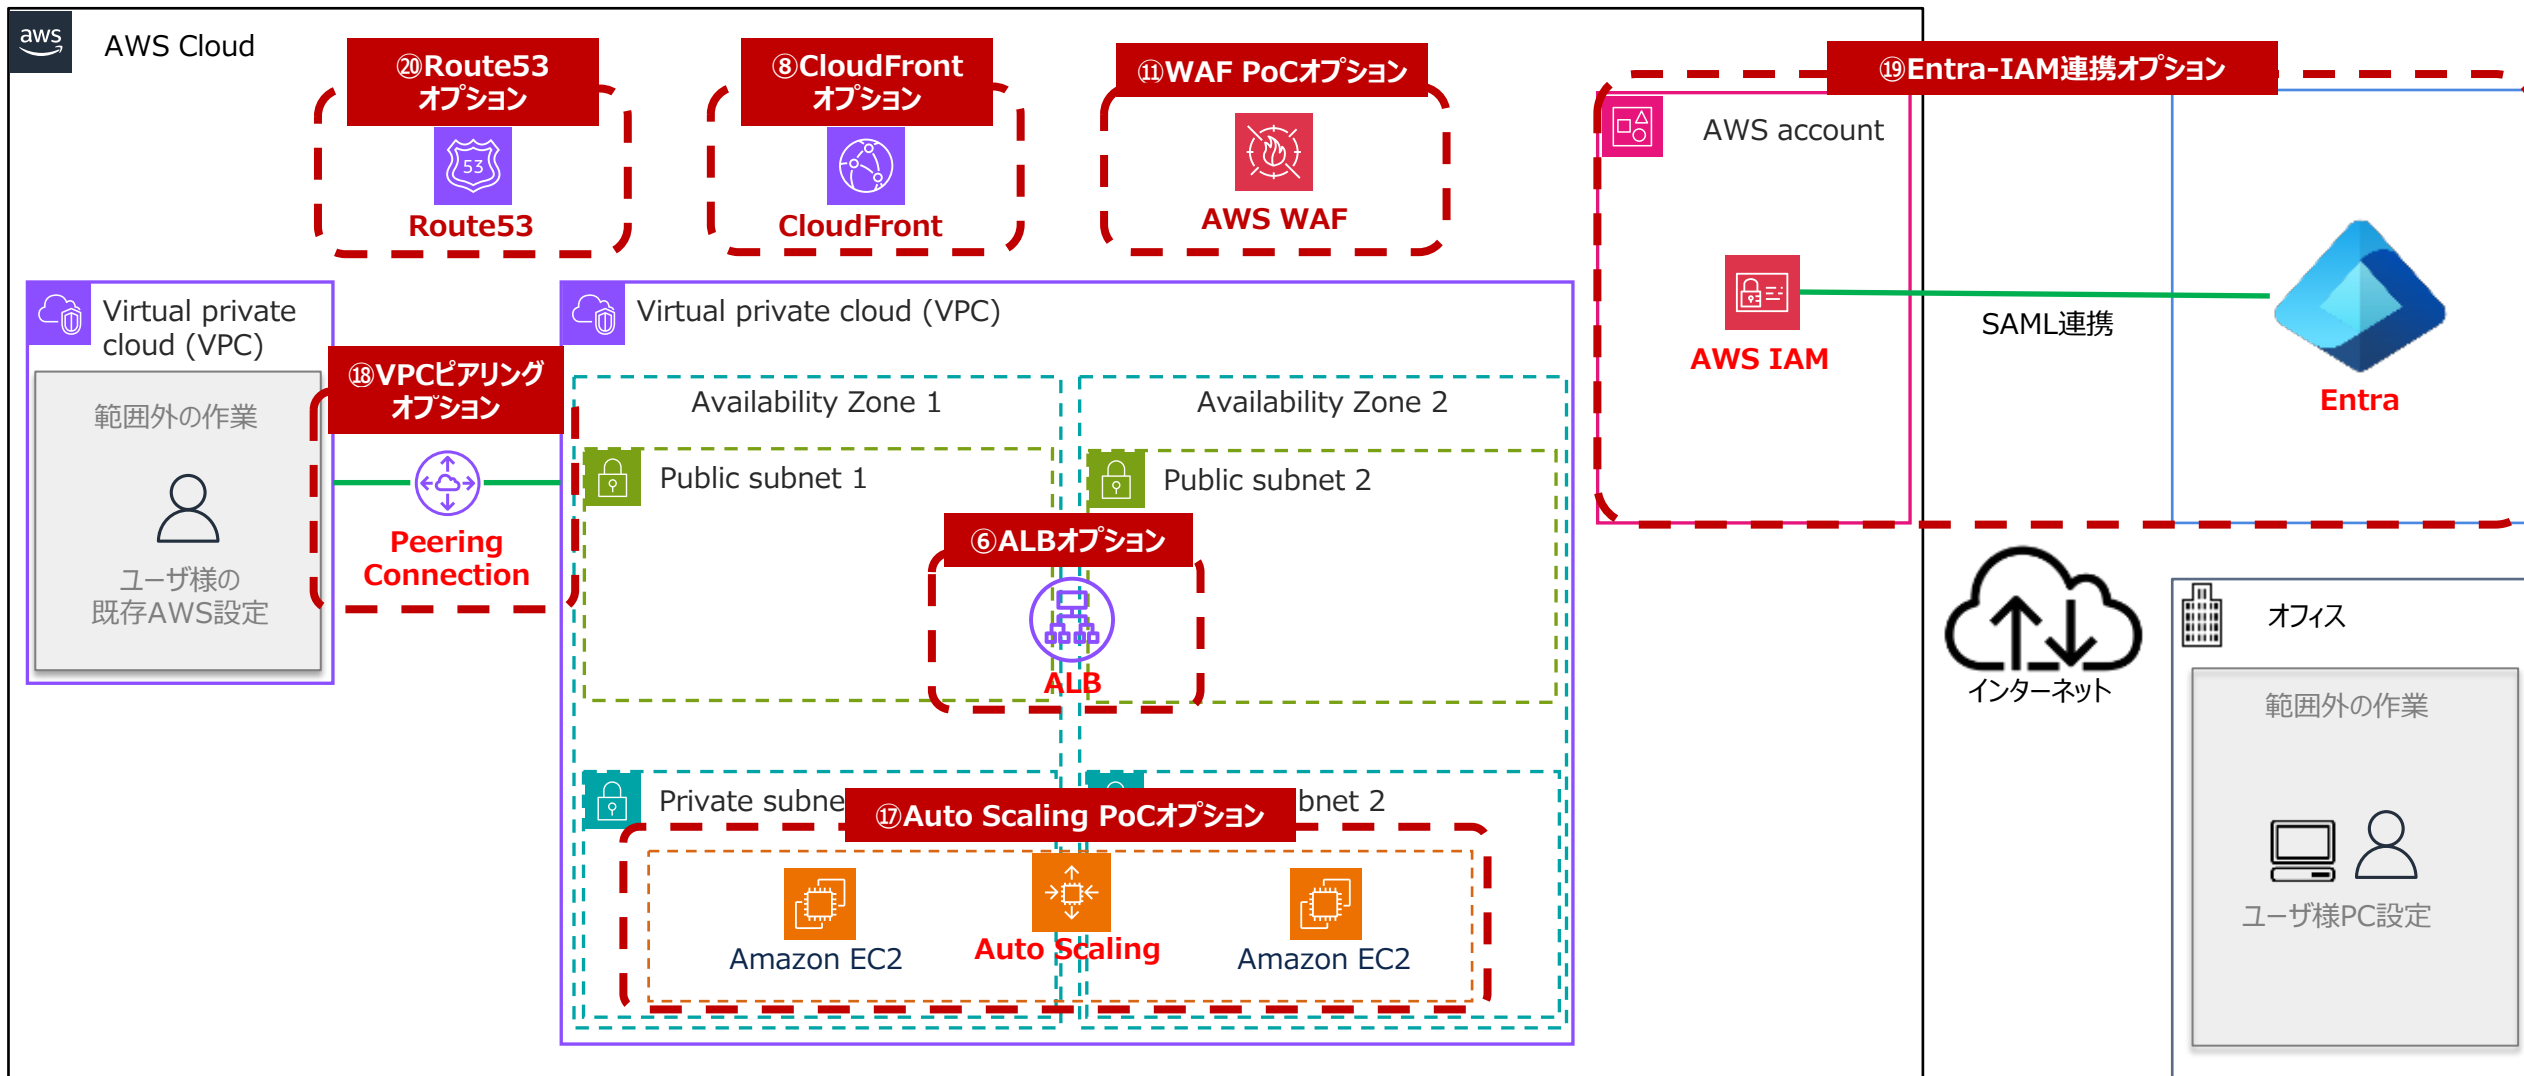 aws
AWS Cloud
⑳Route53
オプション
53
Route53
⑧CloudFront
オプション
CloudFront
⑪WAF PoCオプション
AWS WAF
⑲Entra-IAM連携オプション
AWS account
AWS IAM
SAML連携
Entra
Virtual private
cloud (VPC)
範囲外の作業
ユーザ様の
既存AWS設定
⑱VPCピアリング
オプション
Peering
Connection
Virtual private cloud (VPC)
Availability Zone 1
Availability Zone 2
Public subnet 1
Public subnet 2
⑥ALBオプション
ALB
Private subne
bnet 2
⑰Auto Scaling PoCオプション
Amazon EC2
Auto Scaling
Amazon EC2
インターネット
オフィス
範囲外の作業
ユーザ様PC設定